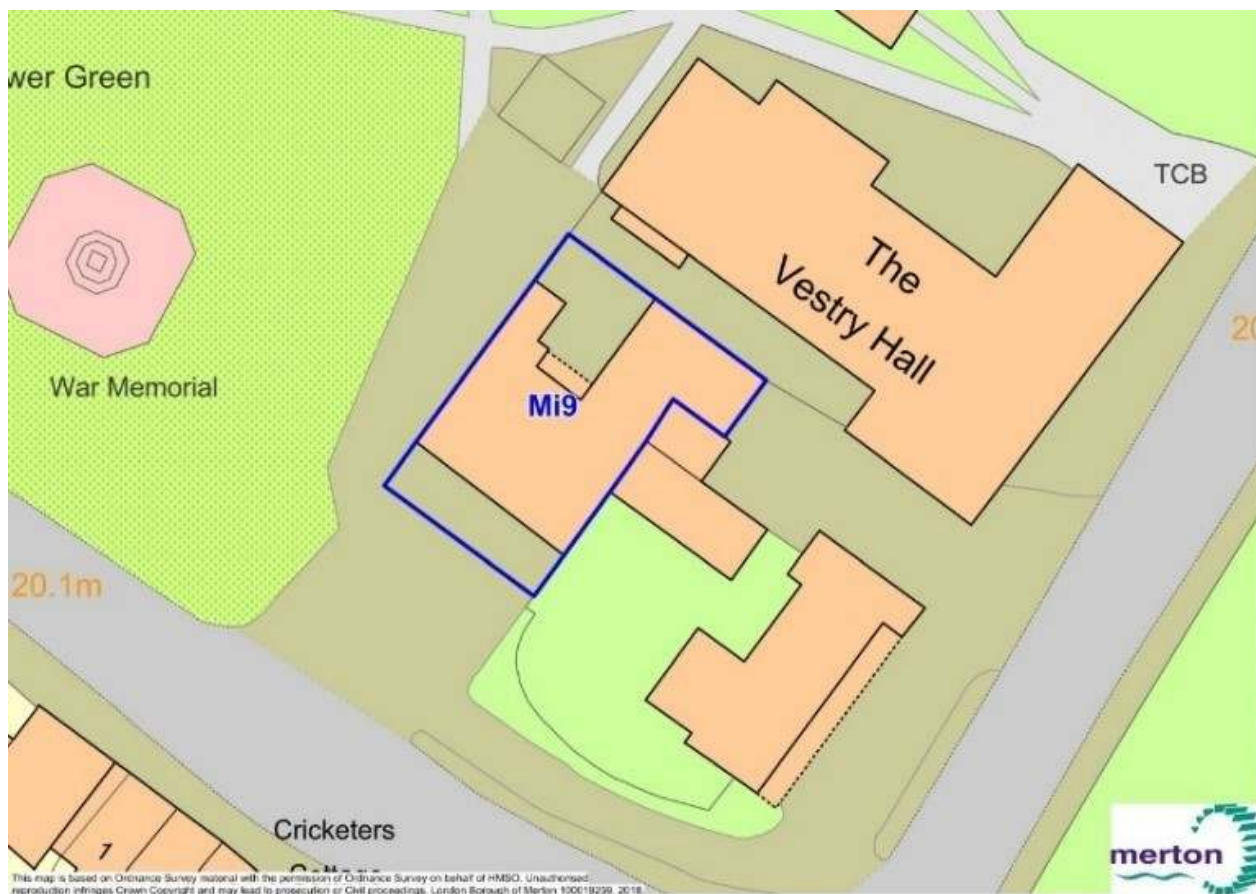 wer Green
TCB
The
Vestry Hall
20
War Memorial
Mi9
20.1m
Cricketers
1
merton
This map is based on Ordnance Survey material with the permission of Ordnance Survey on behalf of HMSO. Unauthorised
reproduction infringes Crown Copyright and may lead to prosecution or Civil proceedings. London Borough of Merton 100019259. 2018.